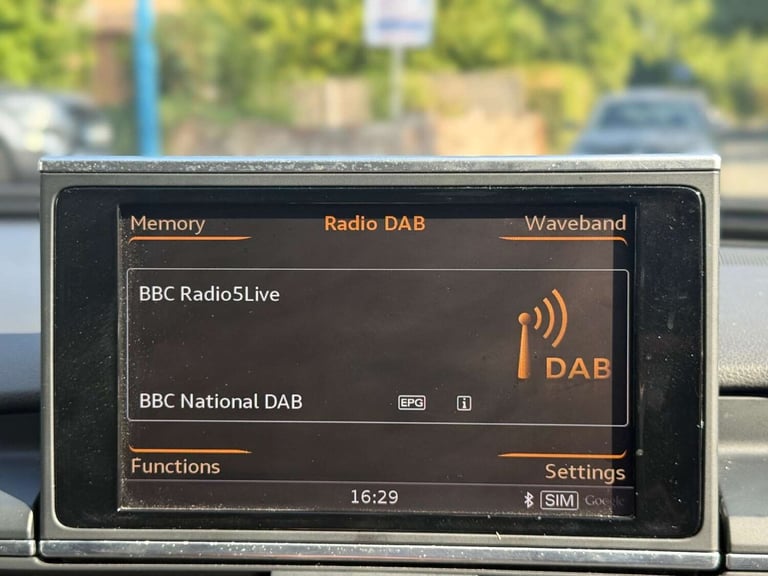 Memory Radio DAB Waveband
BBC Radio5Live
DAB
BBC National DAB EPG i
Functions Settings
16:29 SIM Google